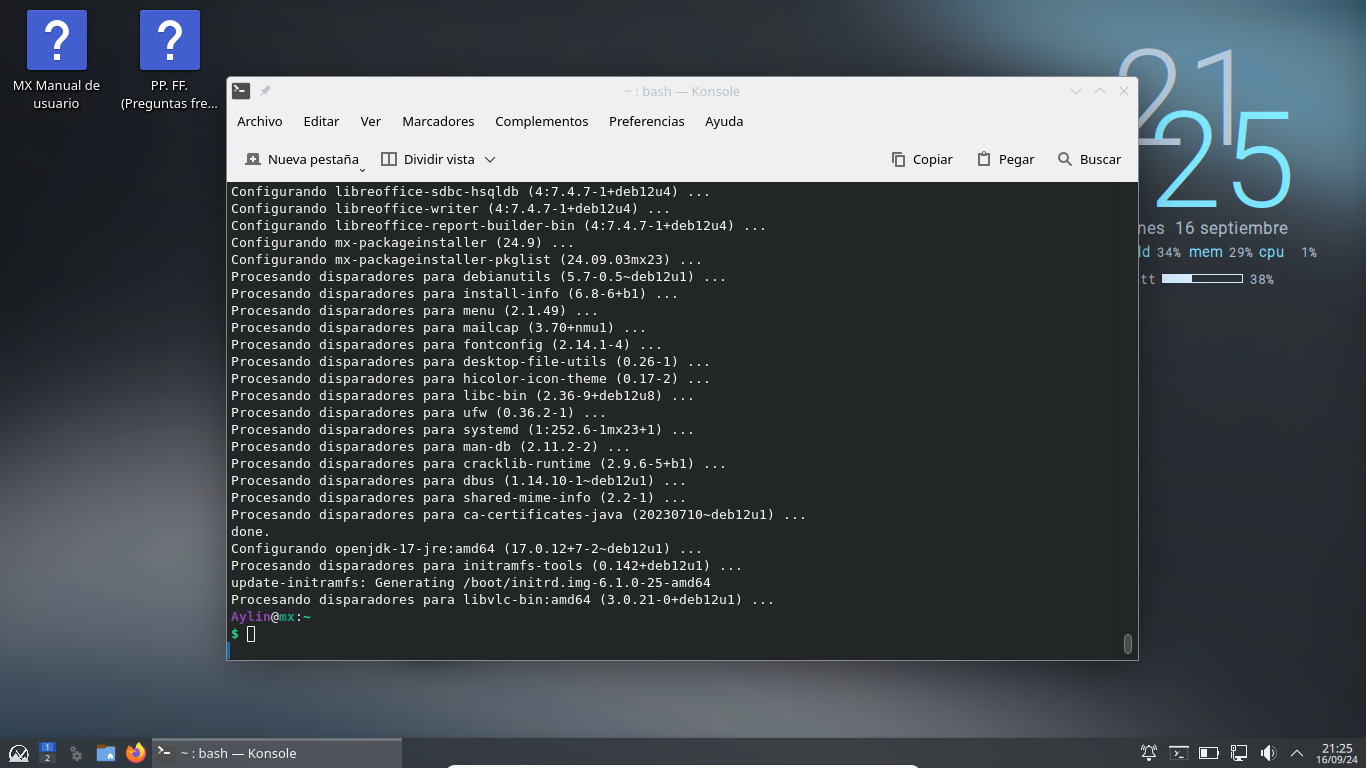 ?
?
MX Manual de
usuario
PP. FF.
(Preguntas fre...
~ : bash — Konsole
Archivo Editar Ver Marcadores Complementos Preferencias Ayuda
Nueva pestaña Dividir vista Copiar Pegar Buscar
Configurando libreoffice-sdbc-hsqldb (4:7.4.7-1+deb12u4) ...
Configurando libreoffice-writer (4:7.4.7-1+deb12u4) ...
Configurando libreoffice-report-builder-bin (4:7.4.7-1+deb12u4) ...
Configurando mx-packageinstaller (24.9) ...
Configurando mx-packageinstaller-pkglist (24.09.03mx23) ...
Procesando disparadores para debianutils (5.7-0.5~deb12u1) ...
Procesando disparadores para install-info (6.8-6+b1) ...
Procesando disparadores para menu (2.1.49) ...
Procesando disparadores para mailcap (3.70+nmu1) ...
Procesando disparadores para fontconfig (2.14.1-4) ...
Procesando disparadores para desktop-file-utils (0.26-1) ...
Procesando disparadores para hicolor-icon-theme (0.17-2) ...
Procesando disparadores para libc-bin (2.36-9+deb12u8) ...
Procesando disparadores para ufw (0.36.2-1) ...
Procesando disparadores para systemd (1:252.6-1mx23+1) ...
Procesando disparadores para man-db (2.11.2-2) ...
Procesando disparadores para cracklib-runtime (2.9.6-5+b1) ...
Procesando disparadores para dbus (1.14.10-1~deb12u1) ...
Procesando disparadores para shared-mime-info (2.2-1) ...
Procesando disparadores para ca-certificates-java (20230710~deb12u1) ...
done.
Configurando openjdk-17-jre:amd64 (17.0.12+7-2~deb12u1) ...
Procesando disparadores para initramfs-tools (0.142+deb12u1) ...
update-initramfs: Generating /boot/initrd.img-6.1.0-25-amd64
Procesando disparadores para libvlc-bin:amd64 (3.0.21-0+deb12u1) ...
Aylin@mx:~
$
21
25
nes 16 septiembre
dd 34% mem 29% cpu 1%
tt 38%
1
2
~ : bash — Konsole
21:25
16/09/24